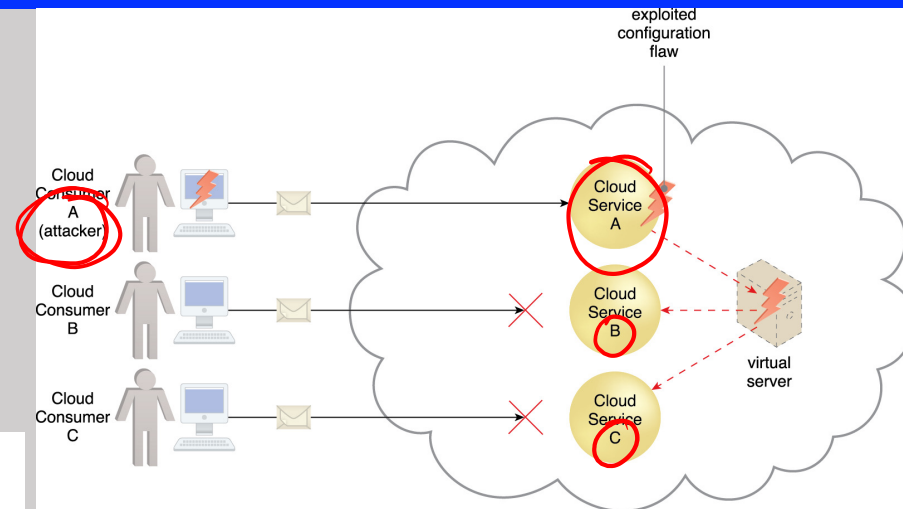 exploited
configuration
flaw
Cloud
Consumer
A
(attacker)
Cloud
Service
A
Cloud
Consumer
B
Cloud
Service
B
virtual
server
Cloud
Consumer
C
Cloud
Service
C